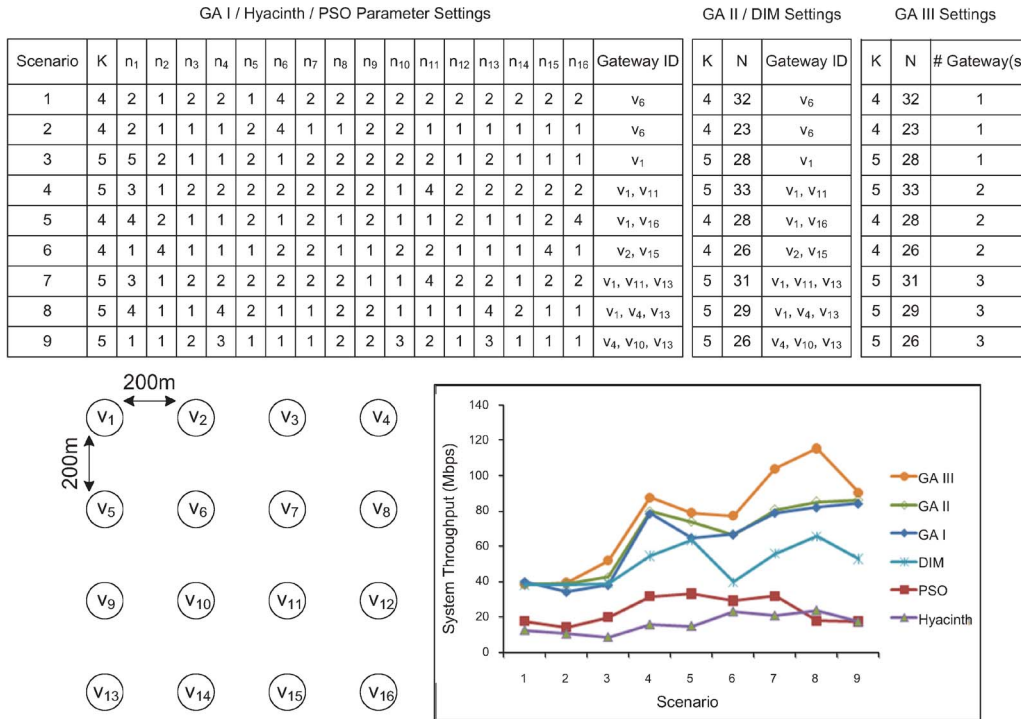 GA I / Hyacinth / PSO Parameter Settings
GA II / DIM Settings
GA III Settings
Scenario K n1 n2 n3 n4 n5 n6 n7 n8 n9 n10 n11 n12 n13 n14 n15 n16 Gateway ID K N Gateway ID K N # Gateway(s
1 4 2 1 2 2 1 4 2 2 2 2 2 2 2 2 2 2 v6 4 32 v6 4 32 1
2 4 2 1 1 1 2 4 1 1 2 2 1 1 1 1 1 1 v6 4 23 v6 4 23 1
3 5 5 2 1 1 2 1 2 2 2 2 2 1 2 1 1 1 v1 5 28 v1 5 28 1
4 5 3 1 2 2 2 2 2 2 2 1 4 2 2 2 2 2 v1, v11 5 33 v1, v11 5 33 2
5 4 4 2 1 1 2 1 2 1 2 1 1 2 1 1 2 4 v1, v16 4 28 v1, v16 4 28 2
6 4 1 4 1 1 1 2 2 1 1 2 2 1 1 1 4 1 v2, v15 4 26 v2, v15 4 26 2
7 5 3 1 2 2 2 2 2 2 1 1 4 2 2 1 2 2 v1, v11, v13 5 31 v1, v11, v13 5 31 3
8 5 4 1 1 4 2 1 1 2 2 1 1 1 4 2 1 1 v1, v4, v13 5 29 v1, v4, v13 5 29 3
9 5 1 1 2 3 1 1 1 2 2 3 2 1 3 1 1 1 v4, v10, v13 5 26 v4, v10, v13 5 26 3
200m
V1 V2 V3 V4
200m
V5 V6 V7 V8
V9 V10 V11 V12
V13 V14 V15 V16
System Throughput (Mbps)
140
120
100
80
60
40
20
0
1 2 3 4 5 6 7 8 9
Scenario
GA III
GA II
GA I
DIM
PSO
Hyacinth